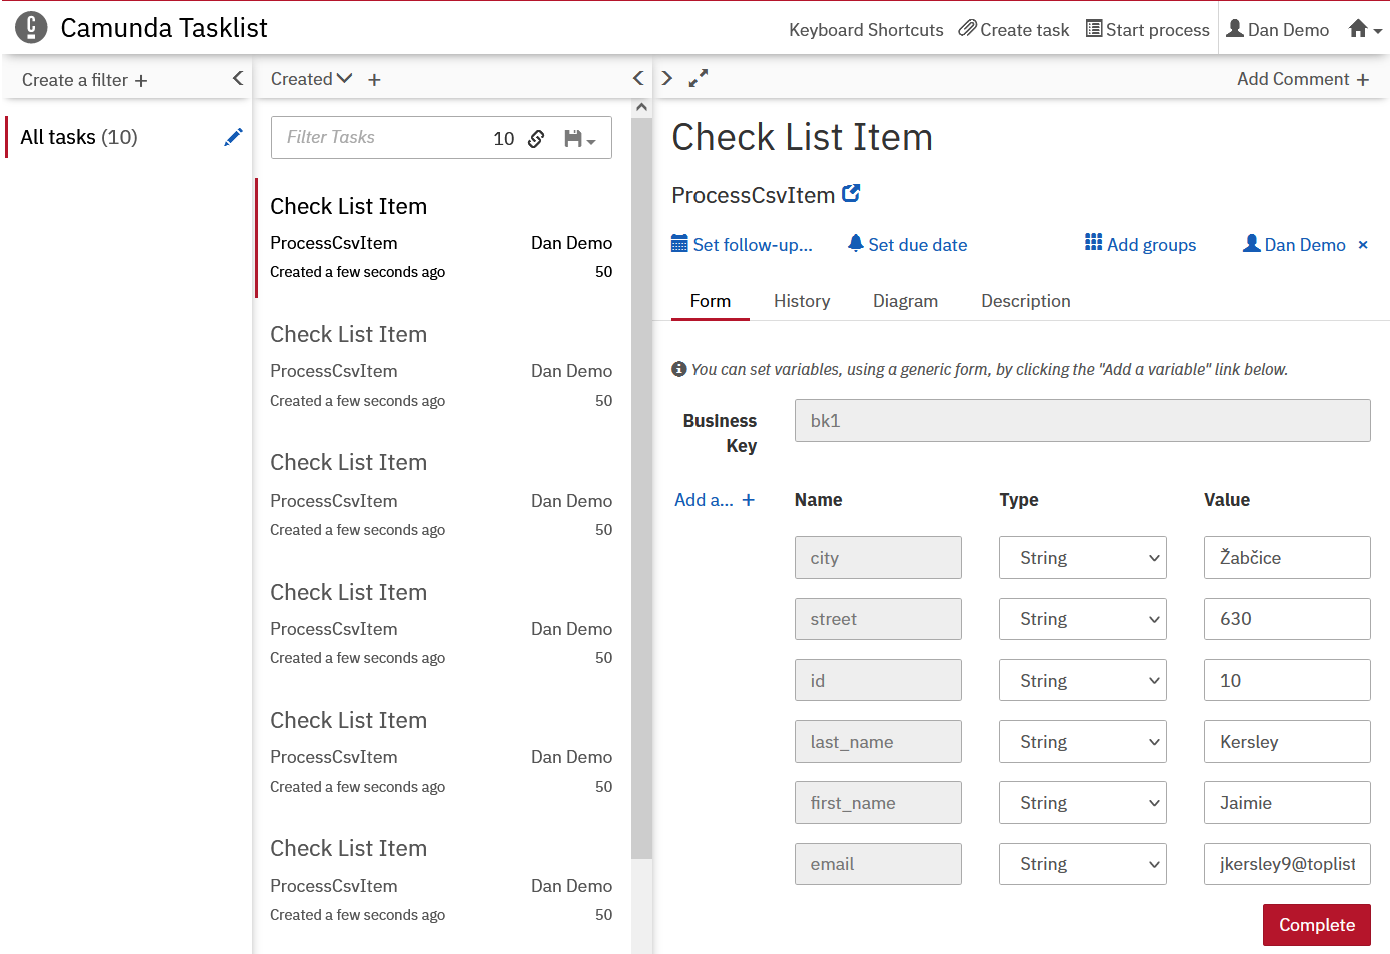 Camunda Tasklist
Keyboard Shortcuts
Create task
Start process
Dan Demo
Create a filter +
Created
+
Add Comment +
All tasks (10)
Filter Tasks
10
Check List Item
ProcessCsvItem
Dan Demo
Created a few seconds ago
50
Check List Item
ProcessCsvItem
Dan Demo
Created a few seconds ago
50
Check List Item
ProcessCsvItem
Dan Demo
Created a few seconds ago
50
Check List Item
ProcessCsvItem
Dan Demo
Created a few seconds ago
50
Check List Item
ProcessCsvItem
Dan Demo
Created a few seconds ago
50
Check List Item
ProcessCsvItem
Dan Demo
Created a few seconds ago
50
Check List Item
ProcessCsvItem
Set follow-up...
Set due date
Add groups
Dan Demo ×
Form
History
Diagram
Description
You can set variables, using a generic form, by clicking the "Add a variable" link below.
Business
Key
bk1
Add a... +
Name
Type
Value
city
String
Žabčice
street
String
630
id
String
10
last_name
String
Kersley
first_name
String
Jaimie
email
String
jkersley9@toplist
Complete